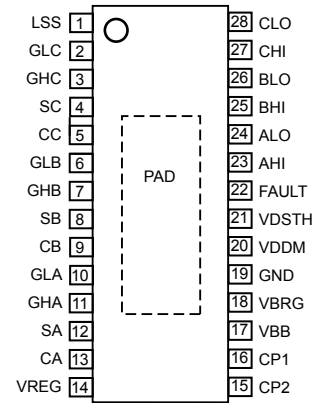 LSS 1
GLC 2
GHC 3
SC 4
CC 5
GLB 6
GHB 7
SB 8
CB 9
GLA 10
GHA 11
SA 12
CA 13
VREG 14
PAD
28 CLO
27 CHI
26 BLO
25 BHI
24 ALO
23 AHI
22 FAULT
21 VDSTH
20 VDDM
19 GND
18 VBRG
17 VBB
16 CP1
15 CP2